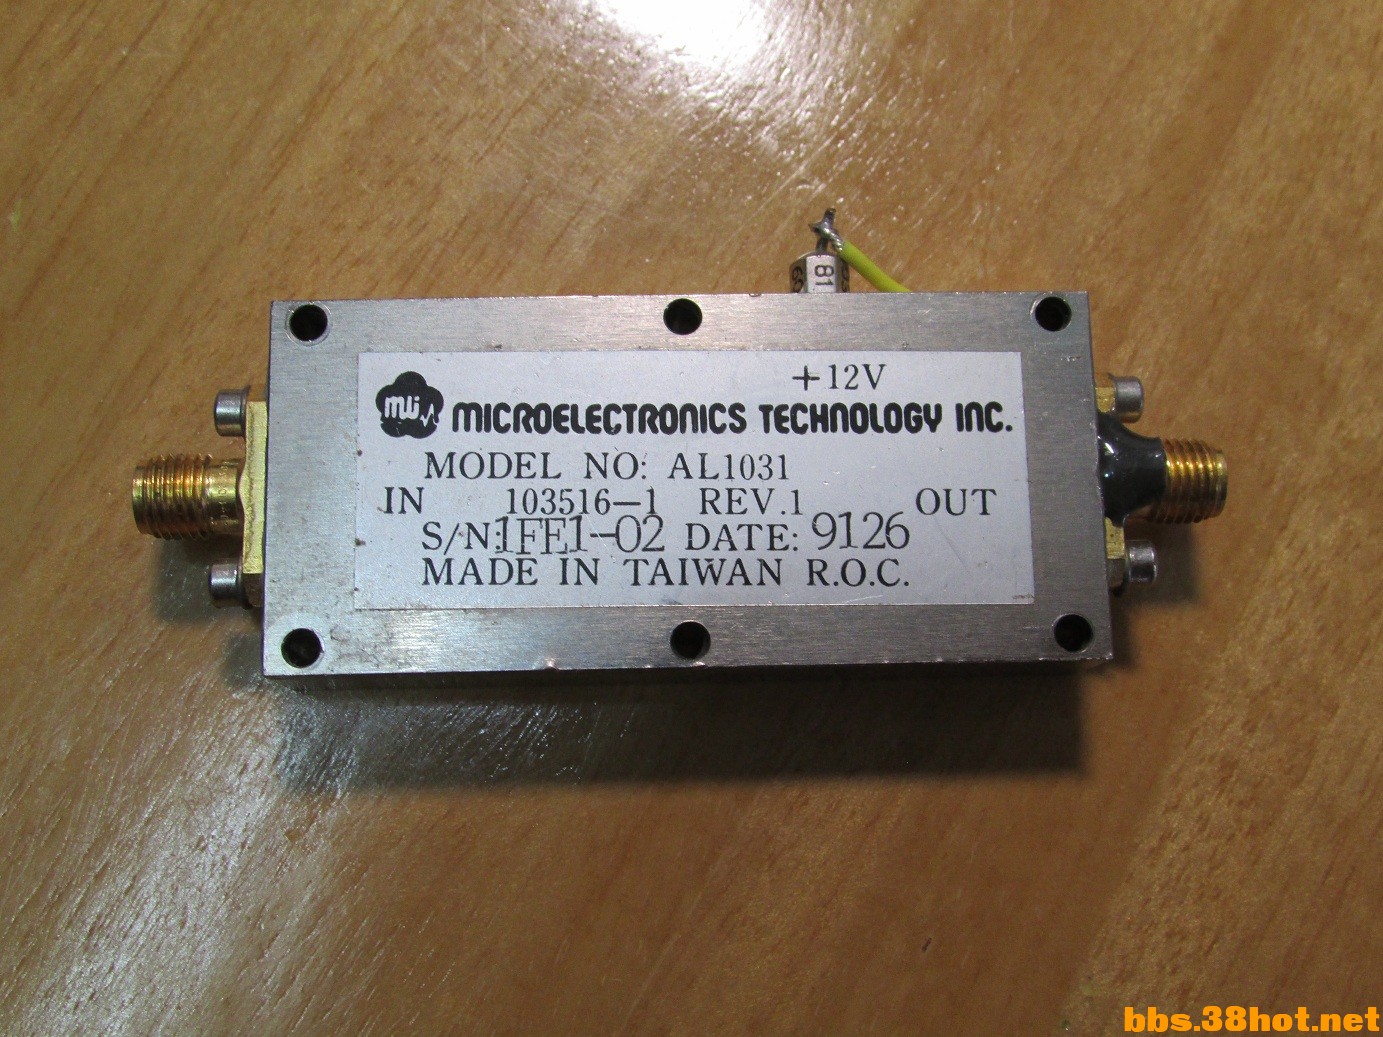 81
+12V
mti MICROELECTRONICS TECHNOLOGY INC.
MODEL NO: AL1031
IN 103516-1 REV.1 OUT
S/N:1FE1-02 DATE: 9126
MADE IN TAIWAN R.O.C.
bbs.38hot.net